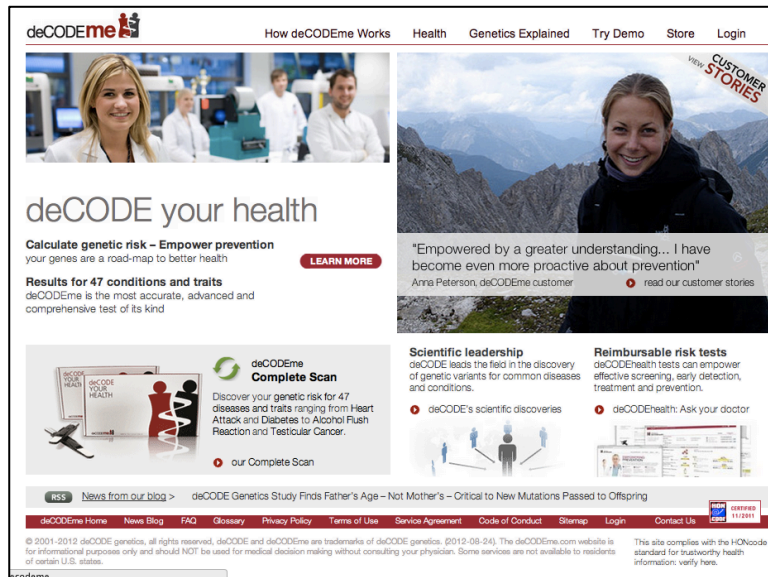 deCODEme
How deCODEme Works Health Genetics Explained Try Demo Store Login
VIEW CUSTOMER
STORIES
deCODE your health
Calculate genetic risk – Empower prevention
your genes are a road-map to better health
LEARN MORE
Results for 47 conditions and traits
deCODEme is the most accurate, advanced and
comprehensive test of its kind
"Empowered by a greater understanding... I have
become even more proactive about prevention"
Anna Peterson, deCODEme customer
read our customer stories
deCODE
YOUR
HEALTH
deCODE
YOUR
HEALTH
deCODEme
Complete Scan
Discover your genetic risk for 47
diseases and traits ranging from Heart
Attack and Diabetes to Alcohol Flush
Reaction and Testicular Cancer.
our Complete Scan
Scientific leadership
deCODE leads the field in the discovery
of genetic variants for common diseases
and conditions.
deCODE's scientific discoveries
Reimbursable risk tests
deCODEhealth tests can empower
effective screening, early detection,
treatment and prevention.
deCODEhealth: Ask your doctor
RSS News from our blog > deCODE Genetics Study Finds Father's Age – Not Mother's – Critical to New Mutations Passed to Offspring
HON CODE CERTIFIED
11/2011
deCODEme Home News Blog FAQ Glossary Privacy Policy Terms of Use Service Agreement Code of Conduct Sitemap Login Contact Us
© 2001-2012 deCODE genetics, all rights reserved, deCODE and deCODEme are trademarks of deCODE genetics. (2012-08-24). The deCODEme.com website is
for informational purposes only and should NOT be used for medical decision making without consulting your physician. Some services are not available to residents
of certain U.S. states.
This site complies with the HONcode
standard for trustworthy health
information: verify here.